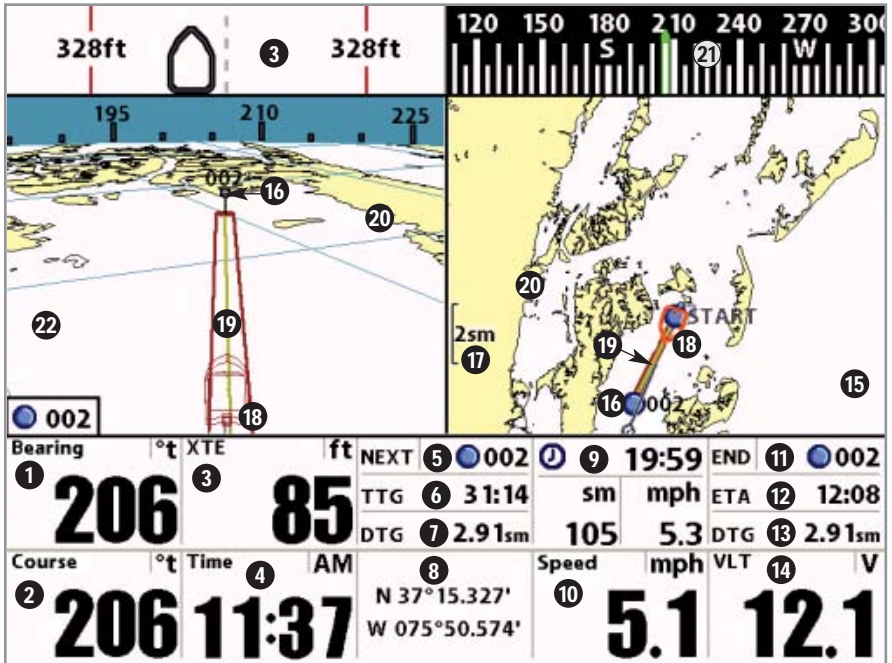 328ft 3 328ft
120 150 180 210 240 270 300
S 21 W
195 210 225
002
16
20
19
22
18
002
20
START
2sm
17
19
18
15
16 002
Bearing °t
1
206
XTE ft
3
85
NEXT 5 002
TTG 6 31:14
DTG 7 2.91sm
9 19:59
sm mph
105 5.3
END 11 002
ETA 12 12:08
DTG 13 2.91sm
Course °t
2
206
Time AM
4
11:37
8
N 37°15.327'
W 075°50.574'
Speed mph
10
5.1
VLT V
14
12.1